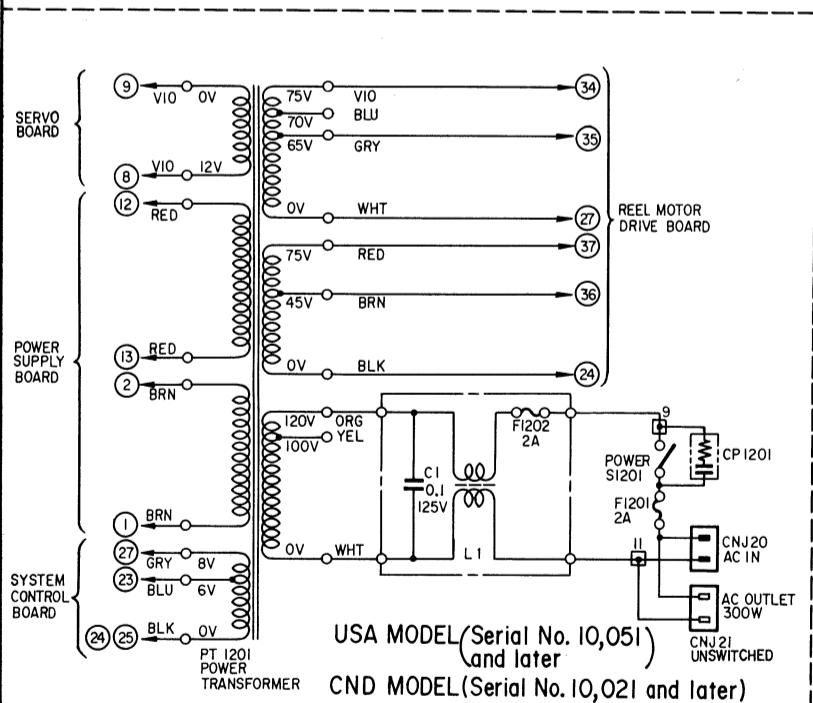 SERVO
BOARD
9
VIO
0V
8
VIO
12V
POWER
SUPPLY
BOARD
12
RED
13
RED
2
BRN
1
BRN
SYSTEM
CONTROL
BOARD
27
GRY
8V
23
BLU
6V
24
25
BLK
0V
PT 1201
POWER
TRANSFORMER
75V
VIO
34
70V
BLU
65V
GRY
35
0V
WHT
27
REEL MOTOR
DRIVE BOARD
75V
RED
37
45V
BRN
36
0V
BLK
24
120V
ORG
100V
YEL
0V
WHT
C1
0.1
125V
L1
F1202
2A
9
POWER
S1201
CP1201
F1201
2A
11
CNJ20
AC IN
AC OUTLET
300W
CNJ21
UNSWITCHED
USA MODEL (Serial No. 10,051 and later)
CND MODEL (Serial No. 10,021 and later)